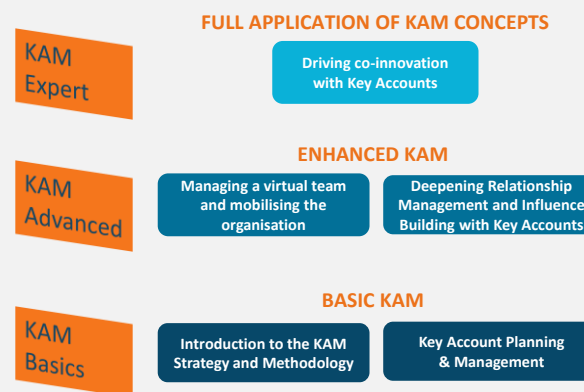 FULL APPLICATION OF KAM CONCEPTS
KAM
Expert
Driving co-innovation
with Key Accounts
ENHANCED KAM
KAM
Advanced
Managing a virtual team
and mobilising the
organisation
Deepening Relationship
Management and Influence
Building with Key Accounts
BASIC KAM
KAM
Basics
Introduction to the KAM
Strategy and Methodology
Key Account Planning
& Management